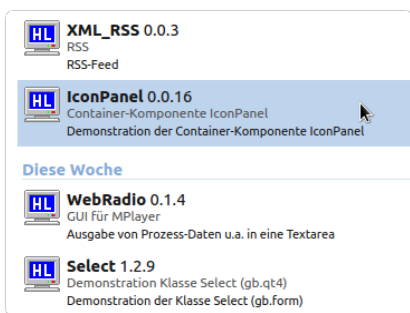 HL XML_RSS 0.0.3
RSS
RSS-Feed
HL IconPanel 0.0.16
Container-Komponente IconPanel
Demonstration der Container-Komponente IconPanel
Diese Woche
HL WebRadio 0.1.4
GUI für MPlayer
Ausgabe von Prozess-Daten u.a. in eine Textarea
HL Select 1.2.9
Demonstration Klasse Select (gb.qt4)
Demonstration der Klasse Select (gb.form)